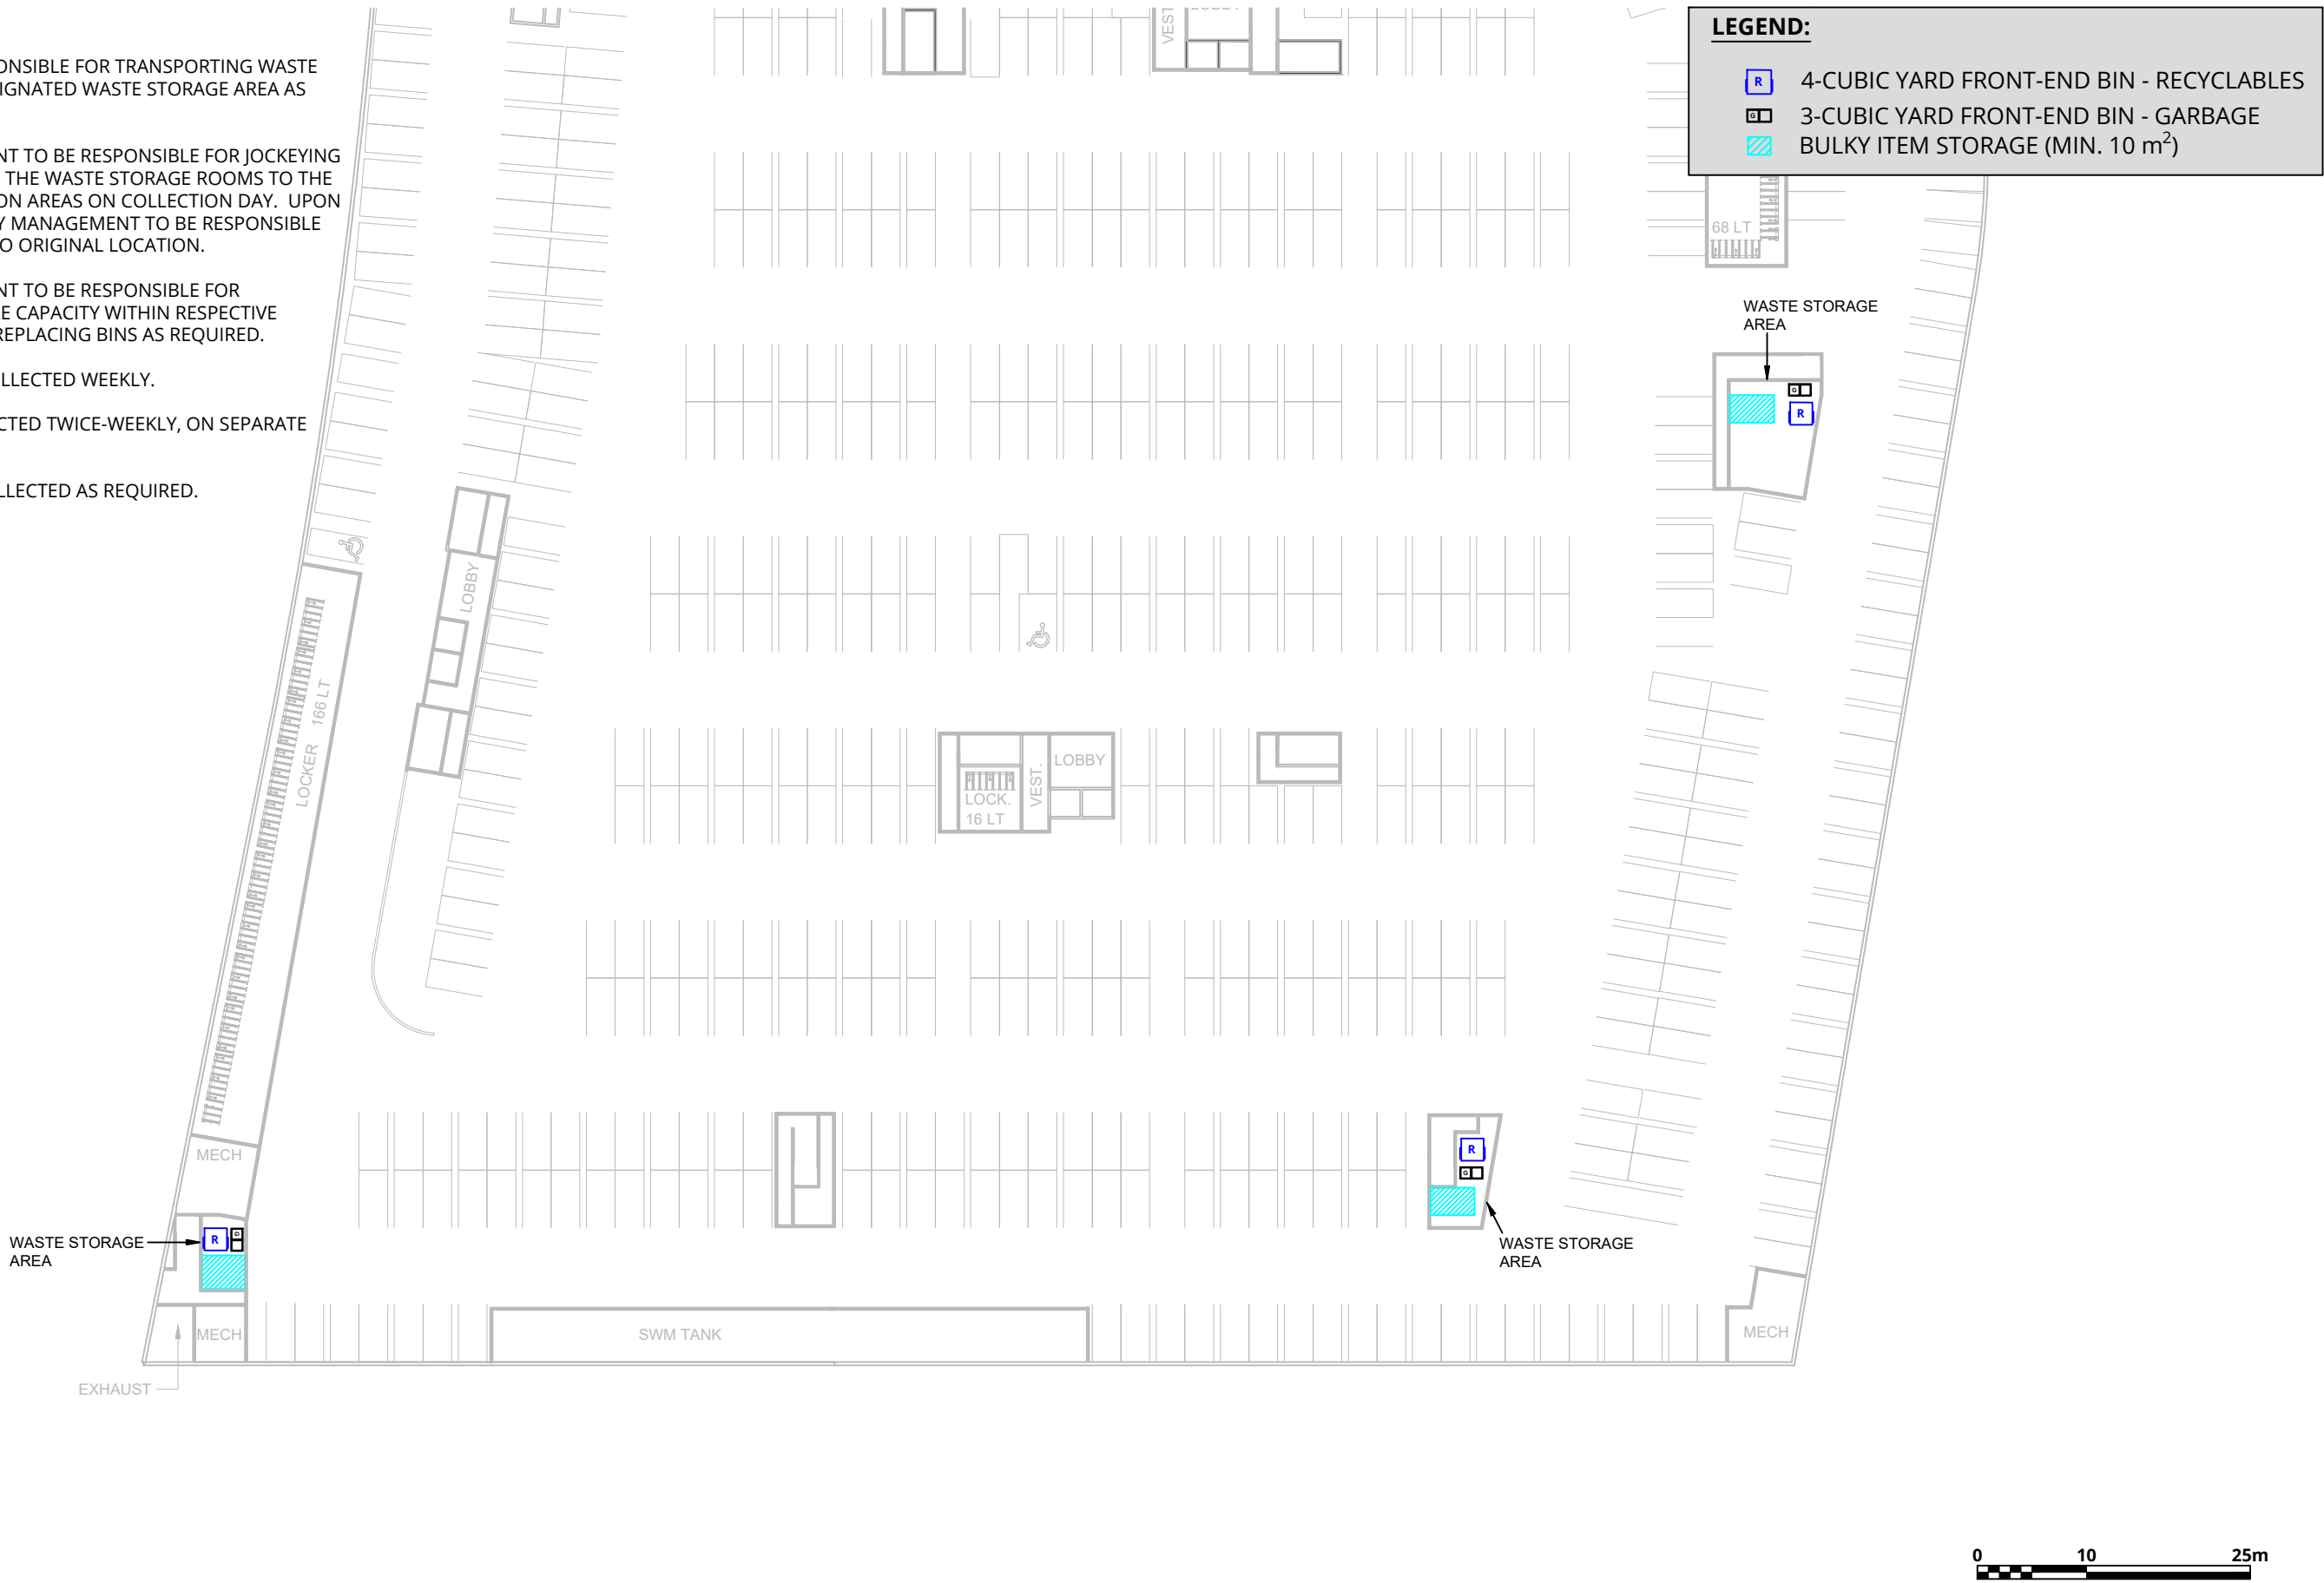 ONSIBLE FOR TRANSPORTING WASTE
IGNATED WASTE STORAGE AREA AS
NT TO BE RESPONSIBLE FOR JOCKEYING
THE WASTE STORAGE ROOMS TO THE
ON AREAS ON COLLECTION DAY. UPON
Y MANAGEMENT TO BE RESPONSIBLE
O ORIGINAL LOCATION.
NT TO BE RESPONSIBLE FOR
E CAPACITY WITHIN RESPECTIVE
REPLACING BINS AS REQUIRED.
LLECTED WEEKLY.
CTED TWICE-WEEKLY, ON SEPARATE
LLECTED AS REQUIRED.
VEST.
LOBBY
LEGEND:
R 4-CUBIC YARD FRONT-END BIN - RECYCLABLES
G 3-CUBIC YARD FRONT-END BIN - GARBAGE
BULKY ITEM STORAGE (MIN. 10 m²)
68 LT
WASTE STORAGE
AREA
G
R
LOBBY
LOCKER 166 LT
LOBBY
VEST.
LOCK.
16 LT
MECH
R
G
WASTE STORAGE
AREA
R G
WASTE STORAGE
AREA
MECH
SWM TANK
MECH
EXHAUST
0 10 25m